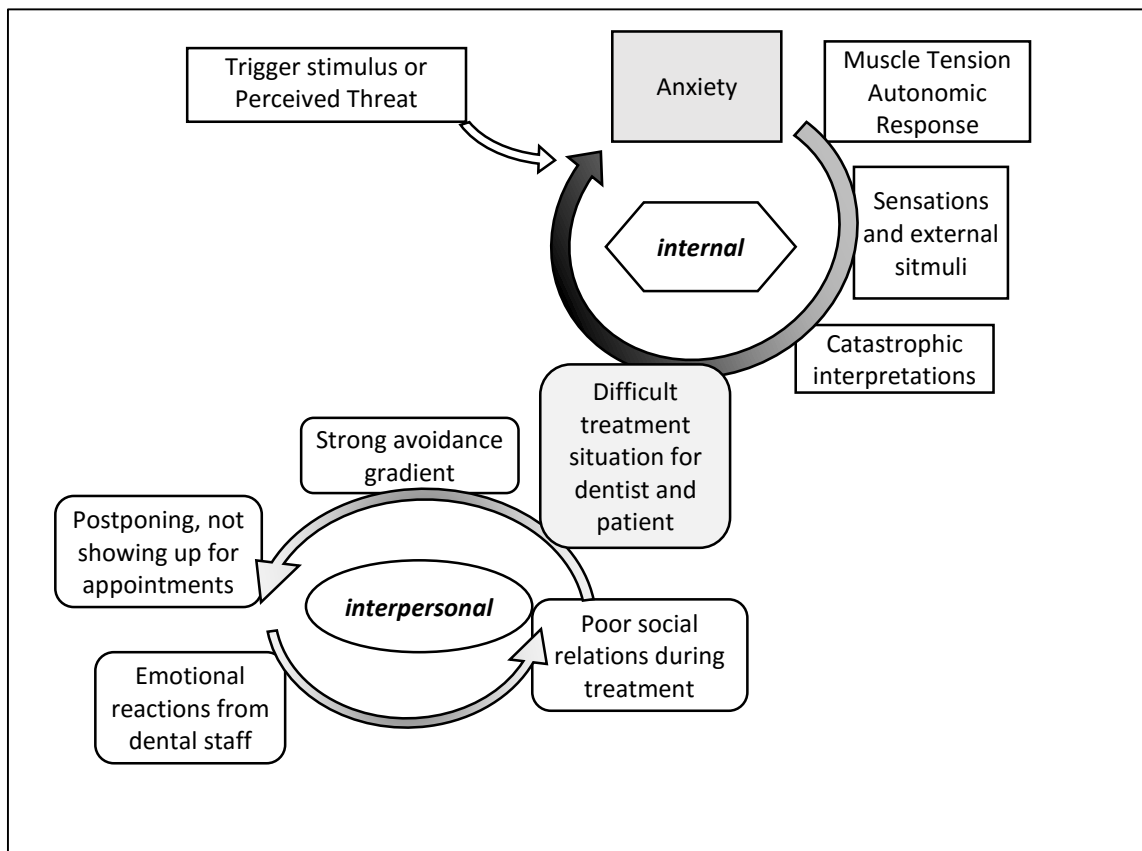 Trigger stimulus or
Perceived Threat
Anxiety
Muscle Tension
Autonomic
Response
internal
Sensations
and external
sitmuli
Catastrophic
interpretations
Difficult
treatment
situation for
dentist and
patient
Strong avoidance
gradient
Postponing, not
showing up for
appointments
interpersonal
Emotional
reactions from
dental staff
Poor social
relations during
treatment